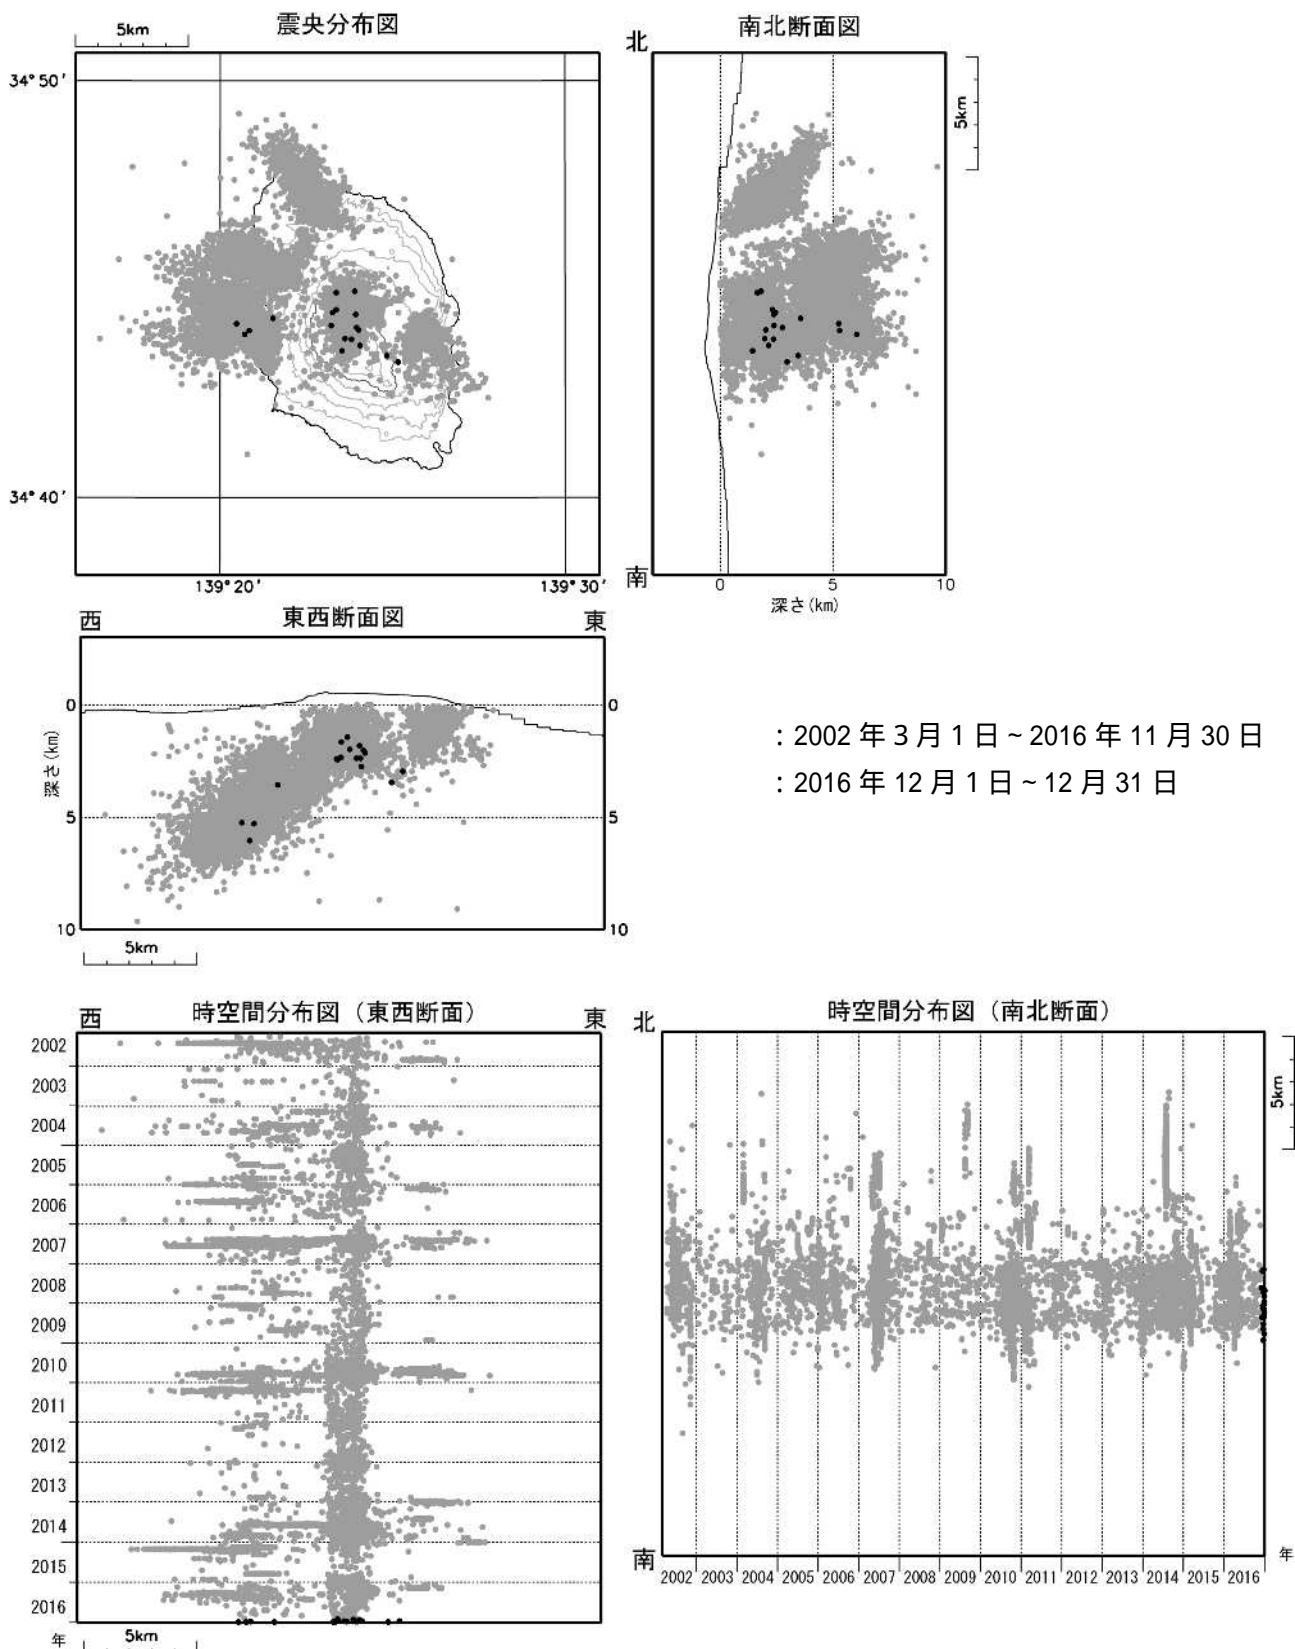 震央分布図
5km
34°50′
34°40′
139°20′
139°30′
南北断面図
北
南
5km
0
5
10
深さ(km)
東西断面図
西
東
0
5
10
0
5
10
深さ(km)
5km
：2002 年 3 月 1 日 ~ 2016 年 11 月 30 日
：2016 年 12 月 1 日 ~ 12 月 31 日
時空間分布図（東西断面）
西
東
2002
2003
2004
2005
2006
2007
2008
2009
2010
2011
2012
2013
2014
2015
2016
年
5km
時空間分布図（南北断面）
北
南
5km
2002 2003 2004 2005 2006 2007 2008 2009 2010 2011 2012 2013 2014 2015 2016
年